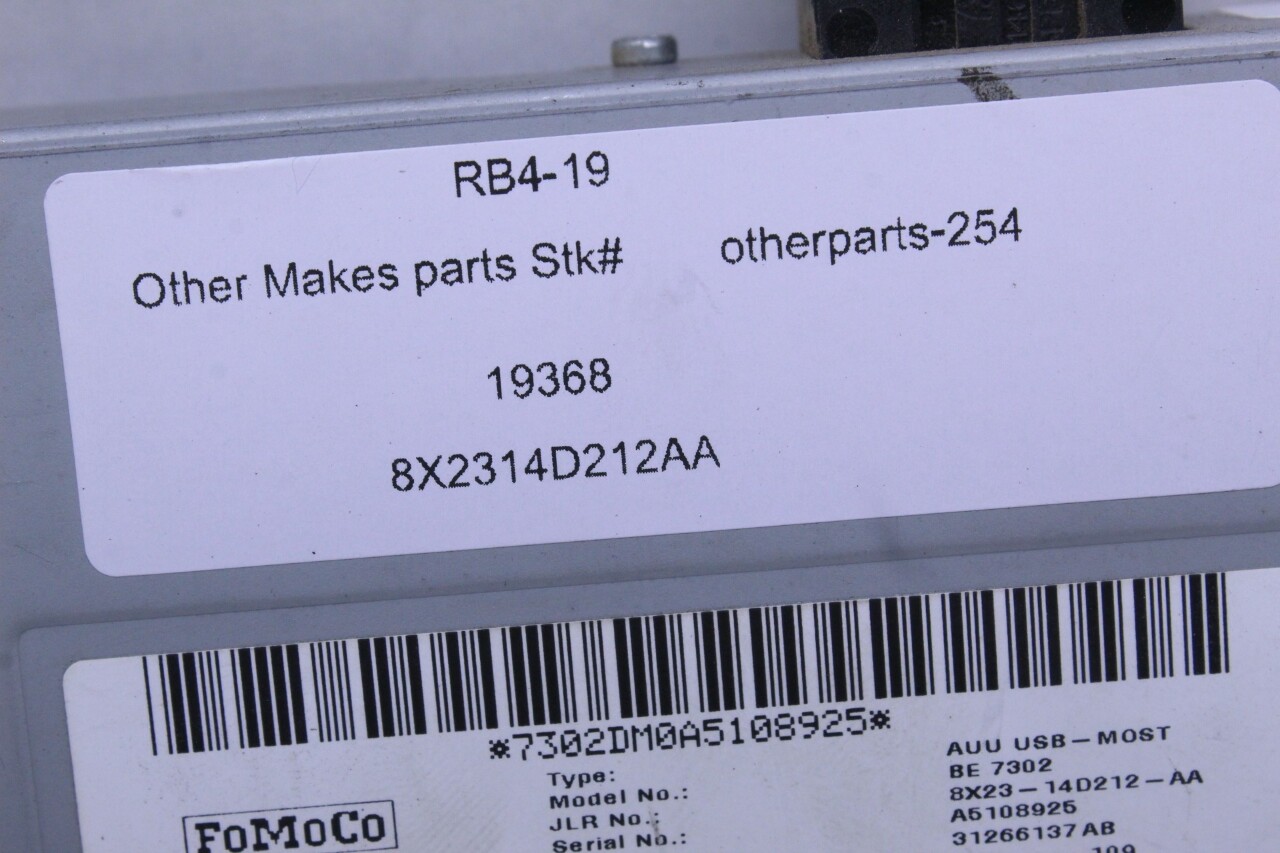 RB4-19
Other Makes parts Stk# otherparts-254
19368
8X2314D212AA
*7302DM0A5108925*
Type: AUU USB-MOST
Model No.: BE 7302
JLR No.: 8X23-14D212-AA
Serial No.: A5108925
31266137AB
FoMoCo